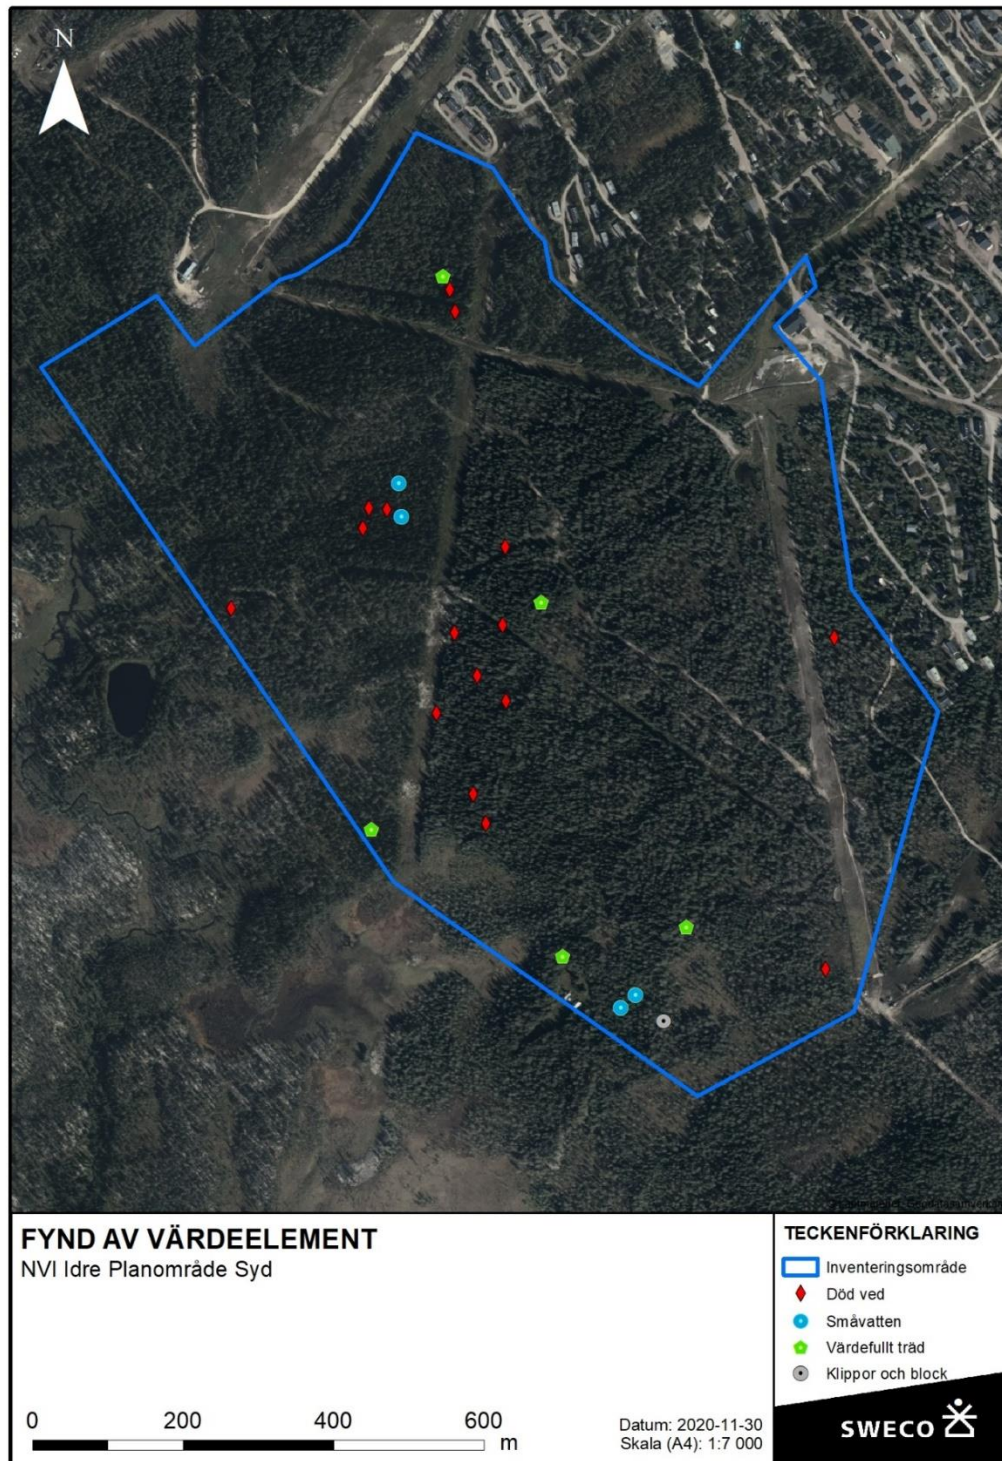 N
FYND AV VÄRDEELEMENT
NVI Idre Planområde Syd
0 200 400 600
m
Datum: 2020-11-30
Skala (A4): 1:7 000
TECKENFÖRKLARING
Inventeringsområde
Död ved
Småvatten
Värdefullt träd
Klippor och block
SWECO